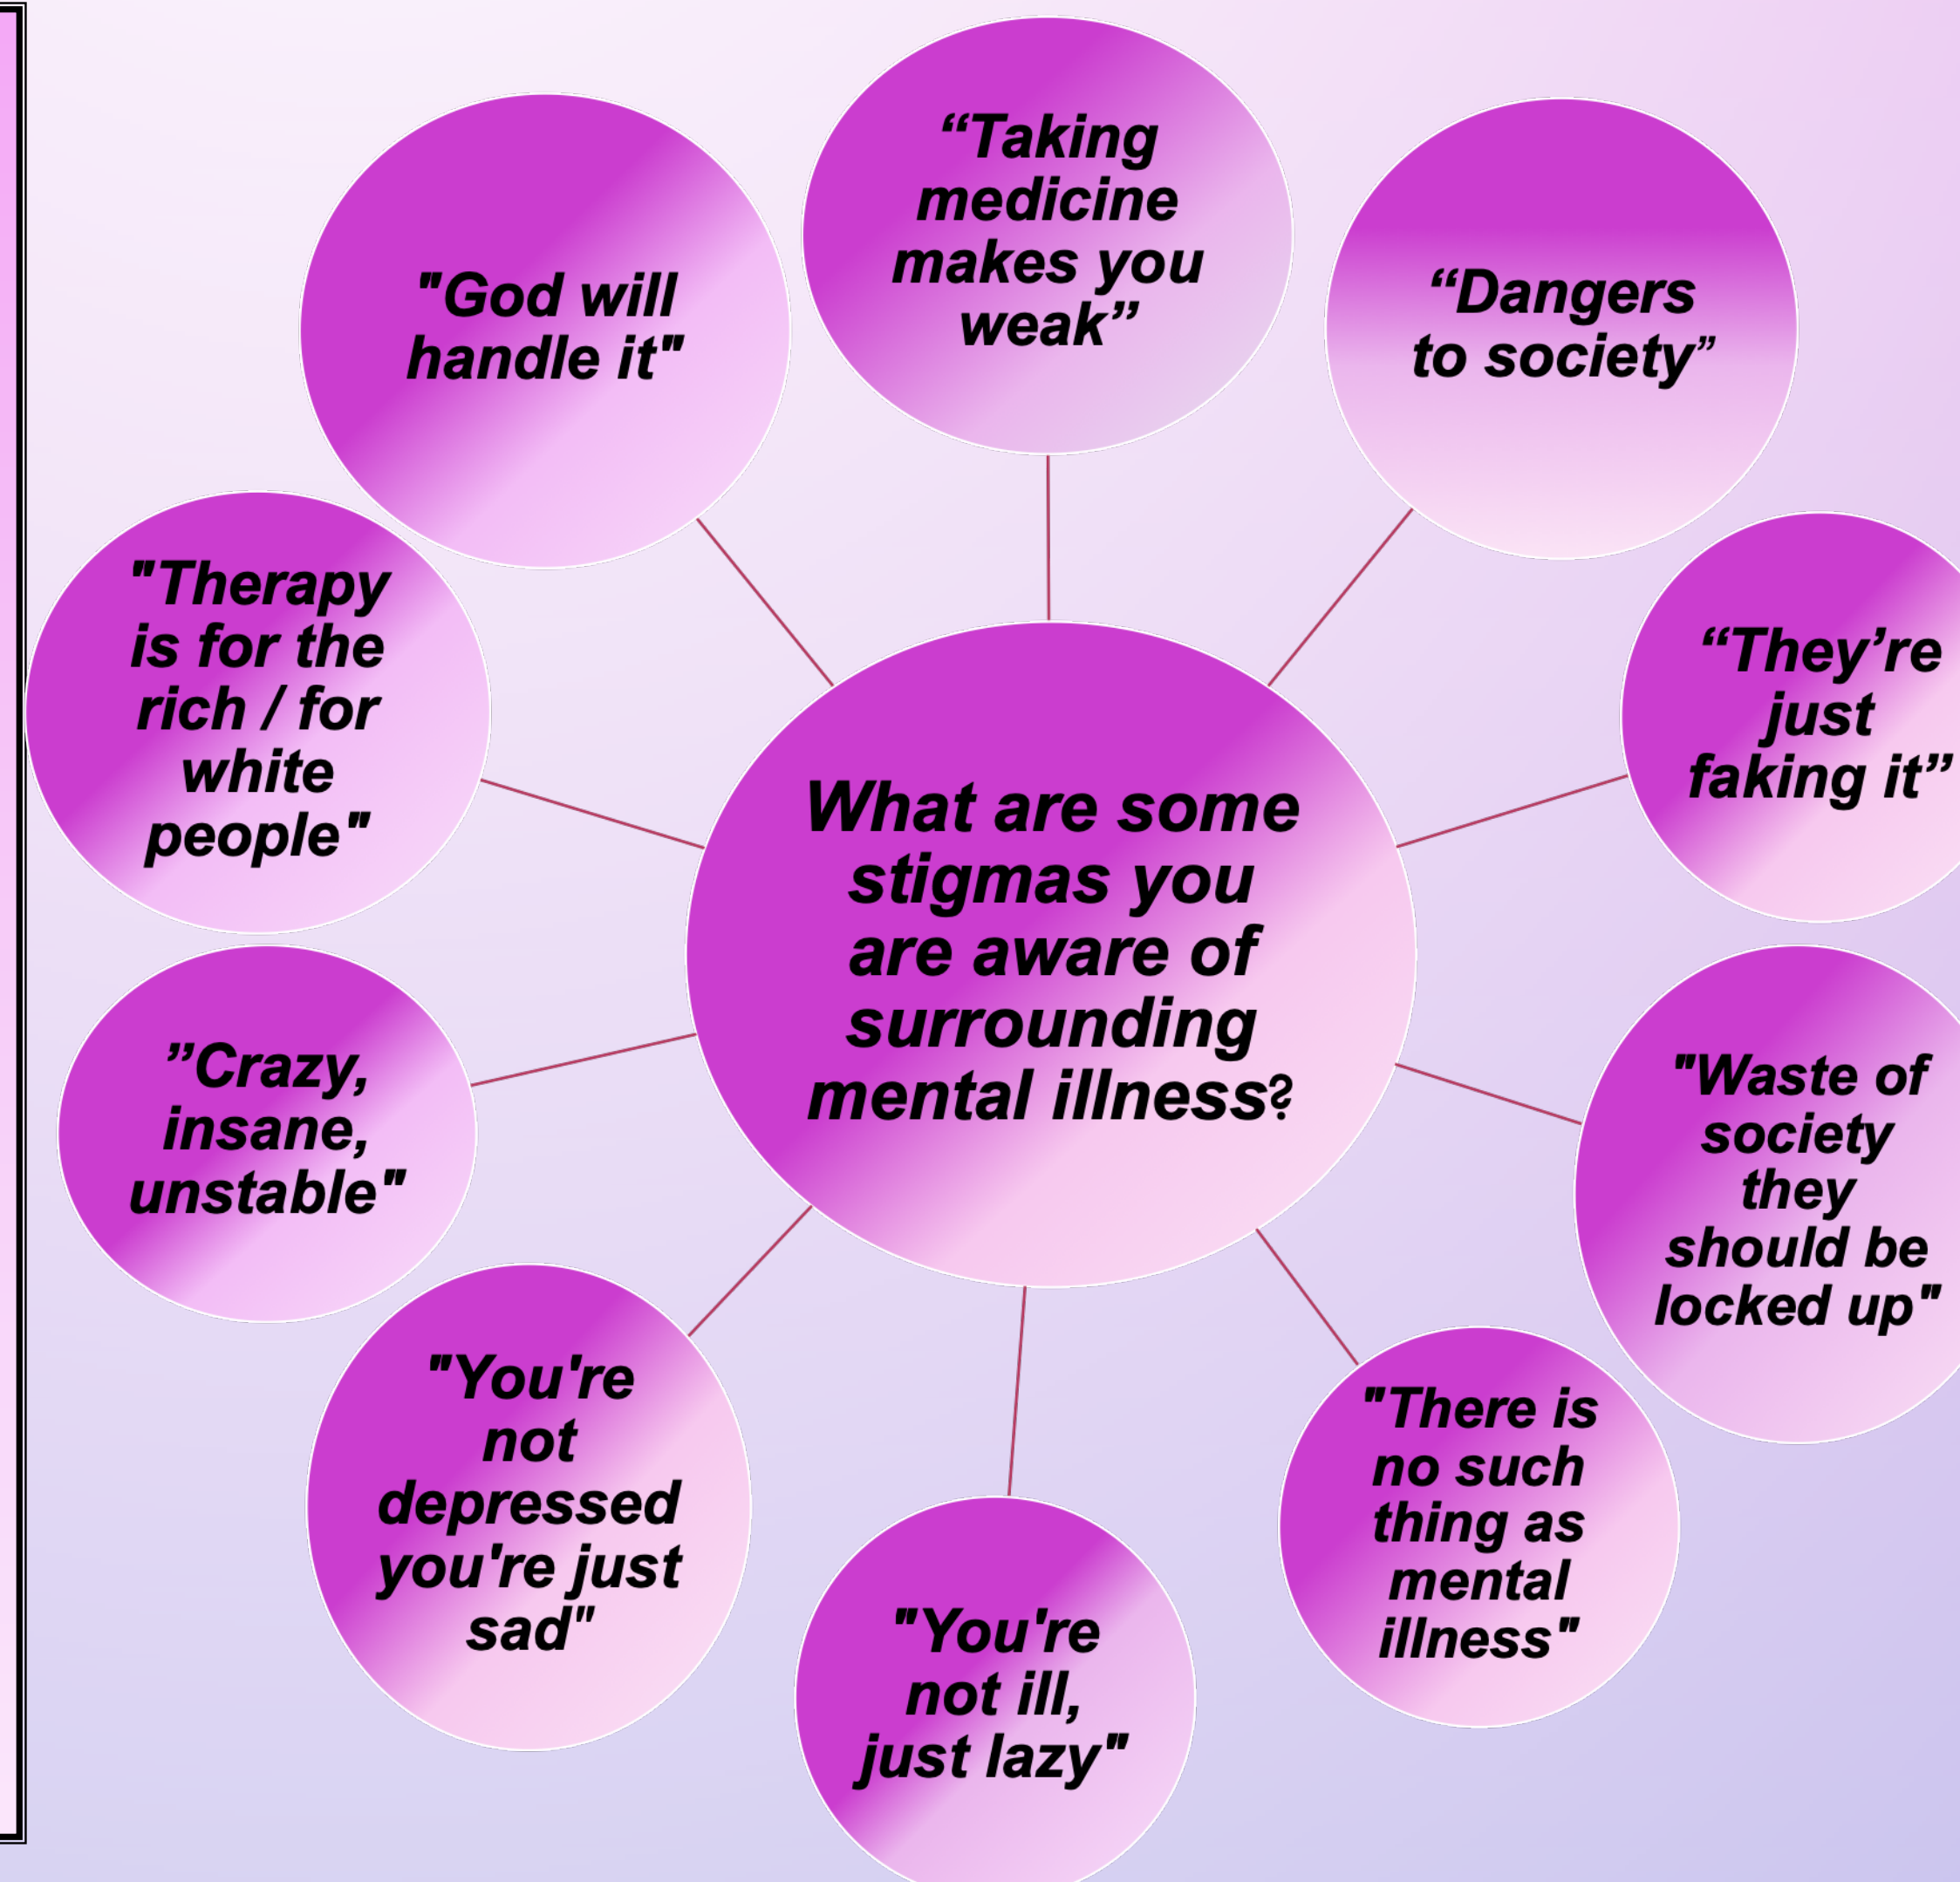 “Taking
medicine
makes you
weak”
"God will
handle it"
“Dangers
to society”
"Therapy
is for the
rich / for
white
people"
“They’re
just
faking it”
What are some
stigmas you
are aware of
surrounding
mental illness?
”Crazy,
insane,
unstable"
"Waste of
society
they
should be
locked up"
"You're
not
depressed
you're just
sad"
"There is
no such
thing as
mental
illness"
"You're
not ill,
just lazy"